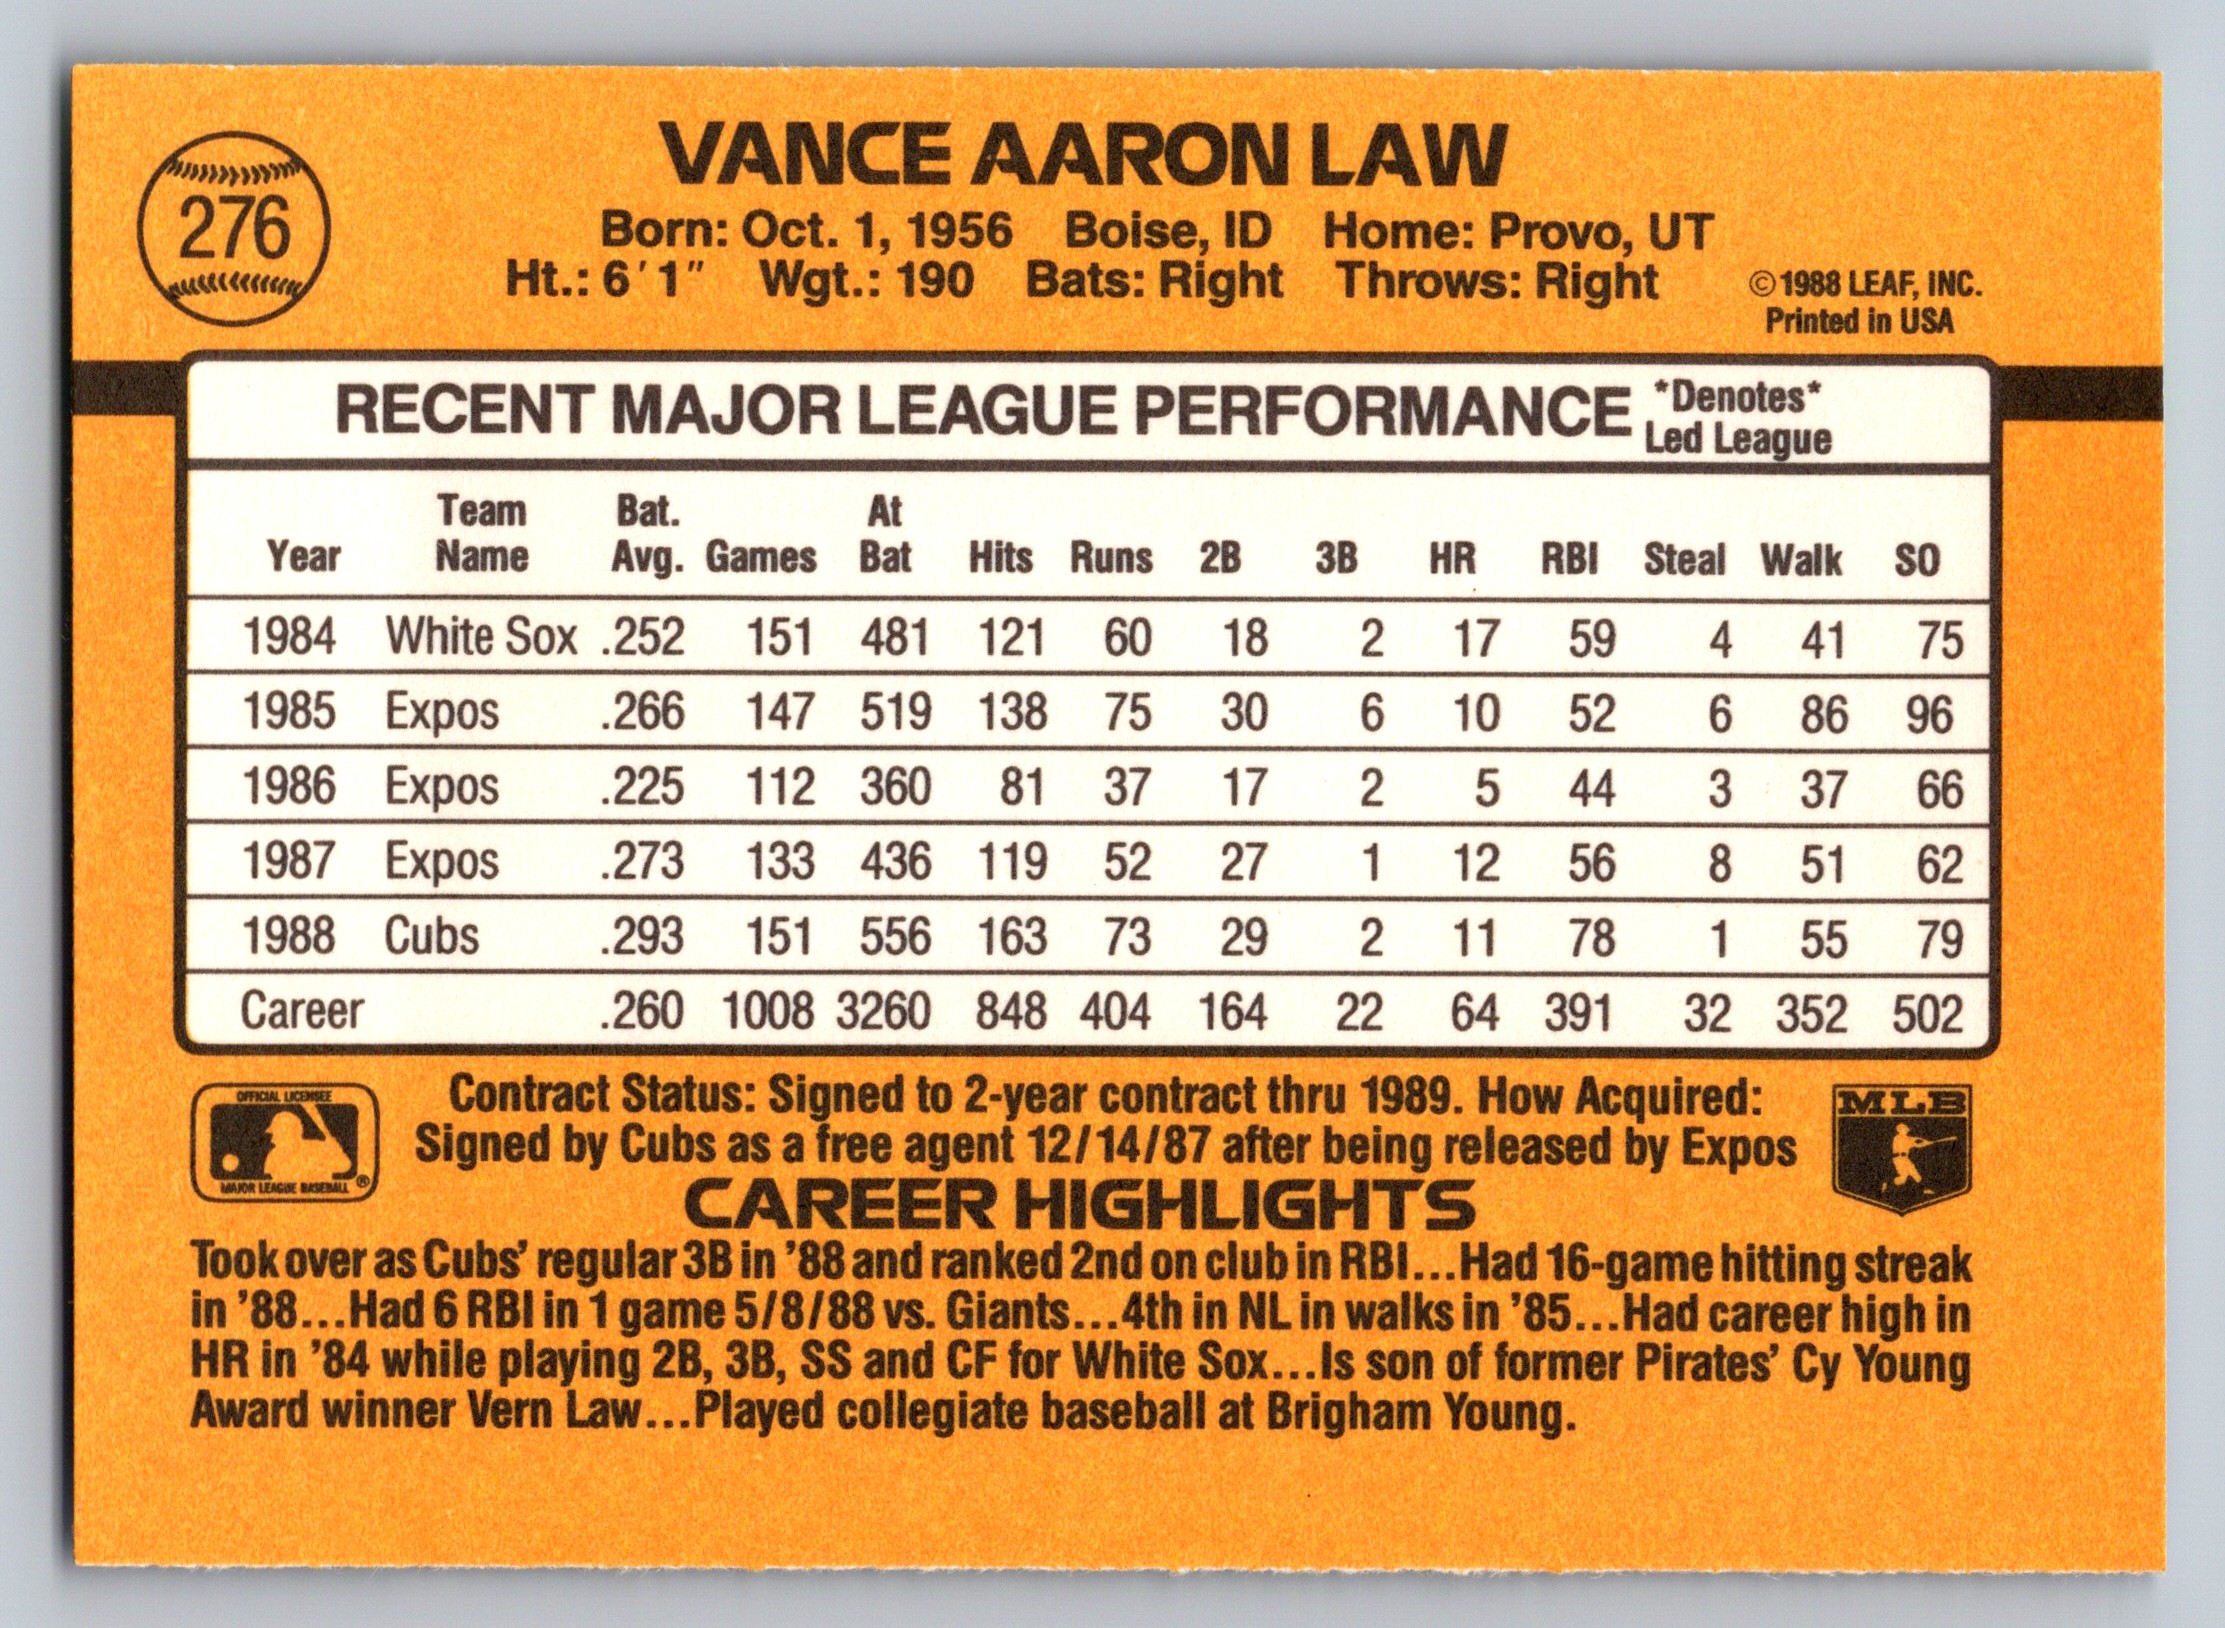 276
VANCE AARON LAW
Born: Oct. 1, 1956 Boise, ID Home: Provo, UT
Ht.: 6'1" Wgt.: 190 Bats: Right Throws: Right
©1988 LEAF, INC.
Printed in USA
RECENT MAJOR LEAGUE PERFORMANCE *Denotes* Led League
Year Team Name Bat. Avg. Games At Bat Hits Runs 2B 3B HR RBI Steal Walk SO
1984 White Sox .252 151 481 121 60 18 2 17 59 4 41 75
1985 Expos .266 147 519 138 75 30 6 10 52 6 86 96
1986 Expos .225 112 360 81 37 17 2 5 44 3 37 66
1987 Expos .273 133 436 119 52 27 1 12 56 8 51 62
1988 Cubs .293 151 556 163 73 29 2 11 78 1 55 79
Career .260 1008 3260 848 404 164 22 64 391 32 352 502
OFFICIAL LICENSEE
MAJOR LEAGUE BASEBALL ®
Contract Status: Signed to 2-year contract thru 1989. How Acquired:
Signed by Cubs as a free agent 12/14/87 after being released by Expos
MLB
CAREER HIGHLIGHTS
Took over as Cubs' regular 3B in '88 and ranked 2nd on club in RBI...Had 16-game hitting streak
in '88...Had 6 RBI in 1 game 5/8/88 vs. Giants...4th in NL in walks in '85...Had career high in
HR in '84 while playing 2B, 3B, SS and CF for White Sox...Is son of former Pirates' Cy Young
Award winner Vern Law...Played collegiate baseball at Brigham Young.